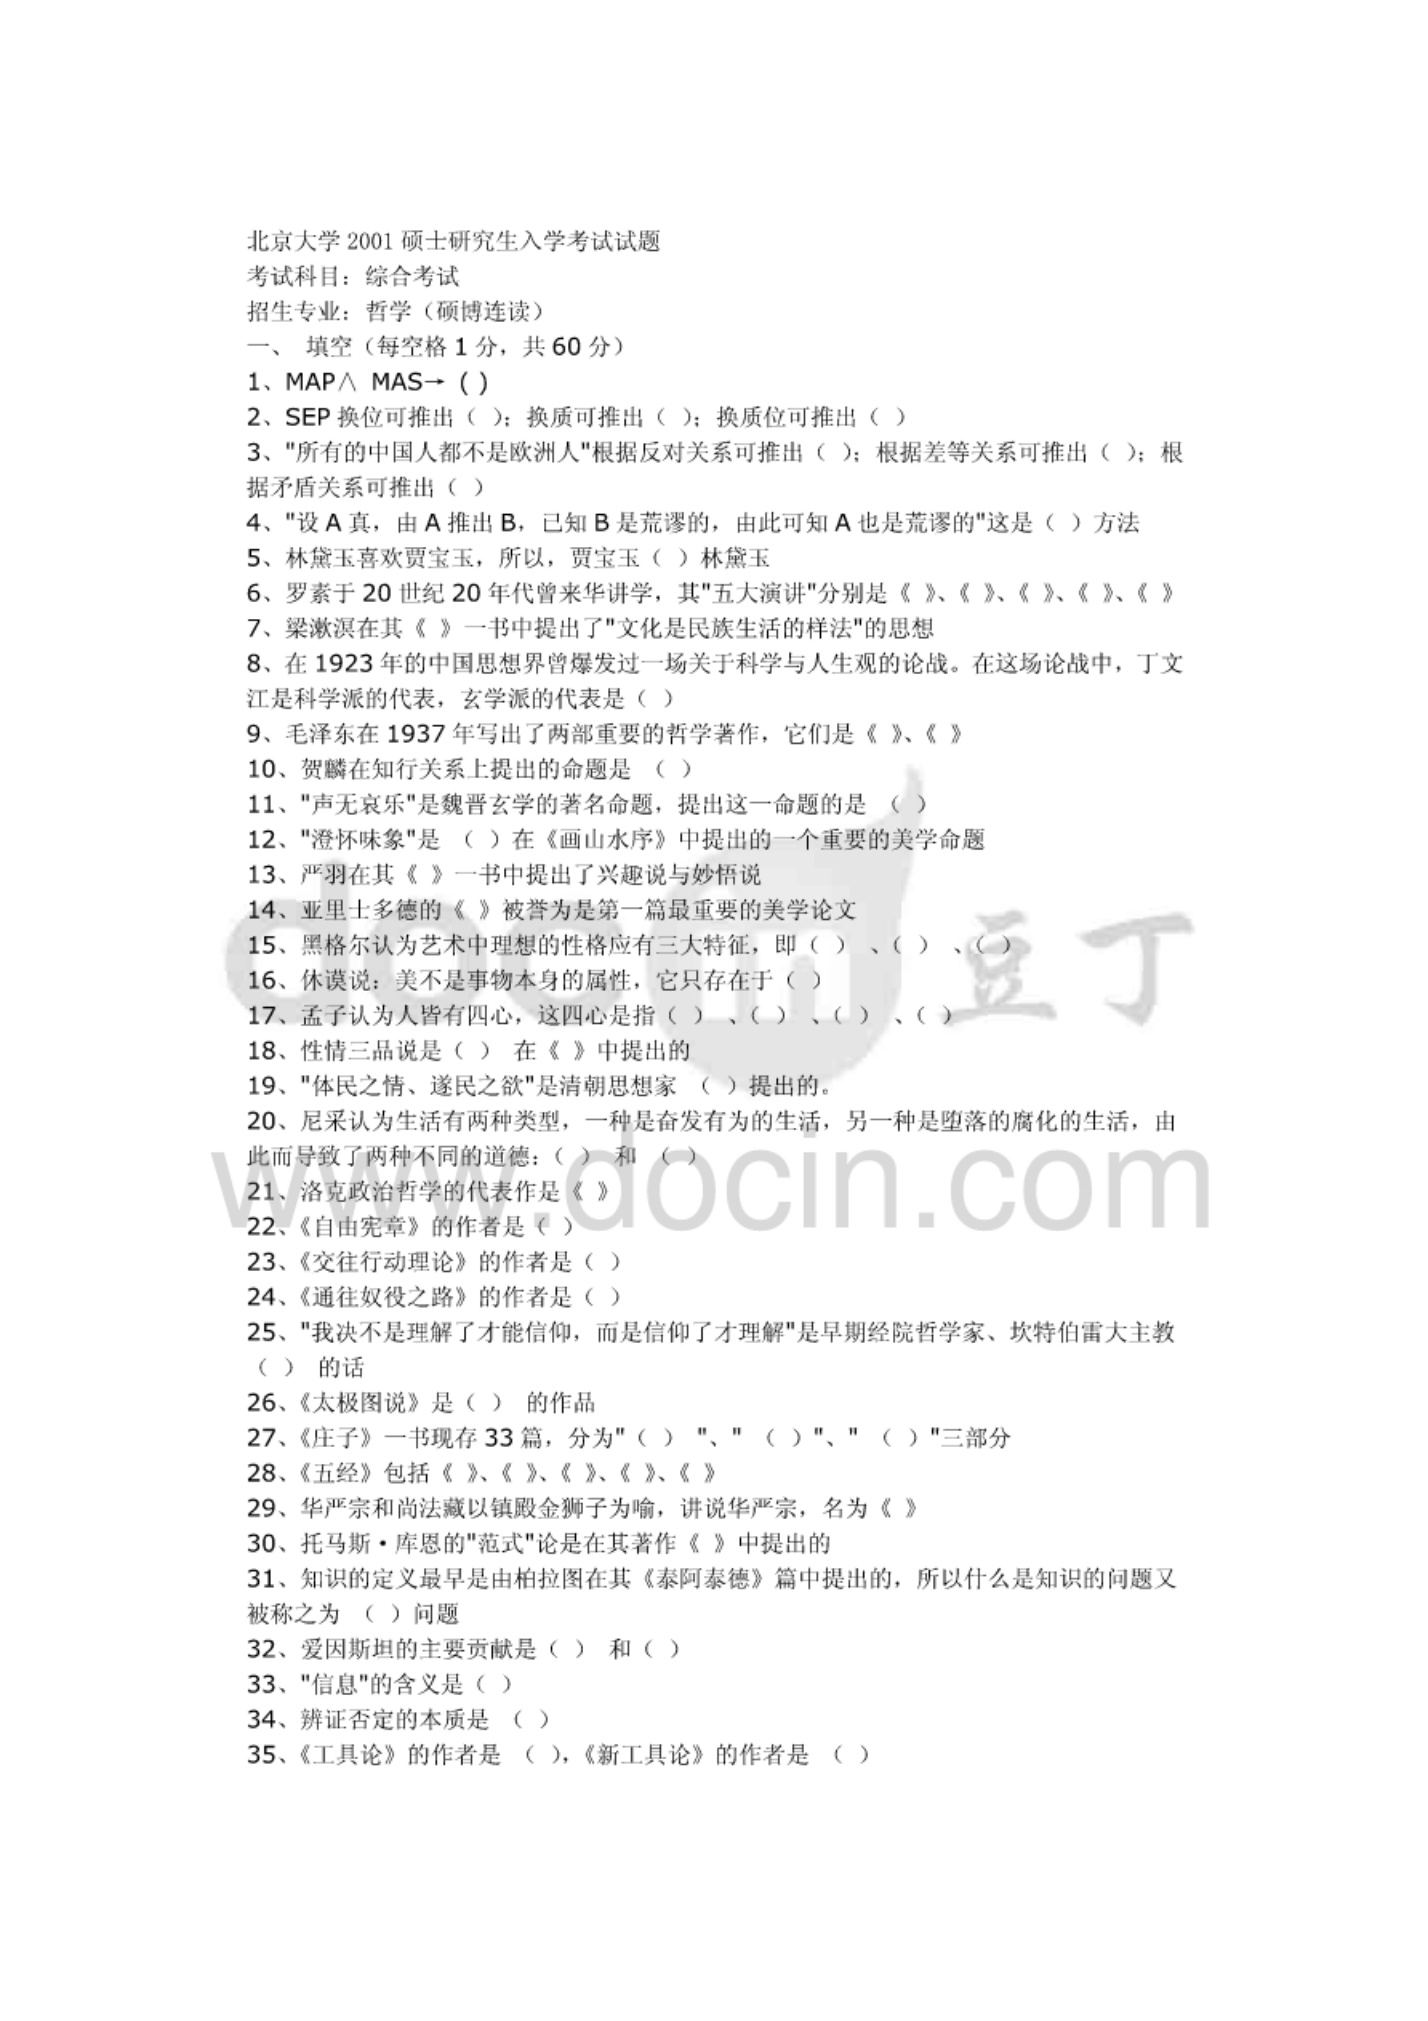 北京大学 2001 硕士研究生入学考试试题
考试科目：综合考试
招生专业：哲学（硕博连读）
一、 填空（每空格 1 分，共 60 分）
1、MAP∧ MAS→ ( )
2、SEP 换位可推出（ ）；换质可推出（ ）；换质位可推出（ ）
3、"所有的中国人都不是欧洲人"根据反对关系可推出（ ）；根据差等关系可推出（ ）；根
据矛盾关系可推出（ ）
4、"设 A 真，由 A 推出 B，已知 B 是荒谬的，由此可知 A 也是荒谬的"这是（ ）方法
5、林黛玉喜欢贾宝玉，所以，贾宝玉（ ）林黛玉
6、罗素于 20 世纪 20 年代曾来华讲学，其"五大演讲"分别是《 》、《 》、《 》、《 》、《 》
7、梁漱溟在其《 》一书中提出了"文化是民族生活的样法"的思想
8、在 1923 年的中国思想界曾爆发过一场关于科学与人生观的论战。在这场论战中，丁文
江是科学派的代表，玄学派的代表是（ ）
9、毛泽东在 1937 年写出了两部重要的哲学著作，它们是《 》、《 》
10、贺麟在知行关系上提出的命题是 （ ）
11、"声无哀乐"是魏晋玄学的著名命题，提出这一命题的是 （ ）
12、"澄怀味象"是 （ ）在《画山水序》中提出的一个重要的美学命题
13、严羽在其《 》一书中提出了兴趣说与妙悟说
14、亚里士多德的《 》被誉为是第一篇最重要的美学论文
15、黑格尔认为艺术中理想的性格应有三大特征，即（ ） 、（ ） 、（ ）
16、休谟说：美不是事物本身的属性，它只存在于（ ）
17、孟子认为人皆有四心，这四心是指（ ） 、（ ） 、（ ） 、（ ）
18、性情三品说是（ ） 在《 》中提出的
19、"体民之情、遂民之欲"是清朝思想家 （ ）提出的。
20、尼采认为生活有两种类型，一种是奋发有为的生活，另一种是堕落的腐化的生活，由
此而导致了两种不同的道德：（ ） 和 （ ）
21、洛克政治哲学的代表作是《 》
22、《自由宪章》的作者是（ ）
23、《交往行动理论》的作者是（ ）
24、《通往奴役之路》的作者是（ ）
25、"我决不是理解了才能信仰，而是信仰了才理解"是早期经院哲学家、坎特伯雷大主教
（ ） 的话
26、《太极图说》是（ ） 的作品
27、《庄子》一书现存 33 篇，分为"（ ） "、" （ ）"、" （ ）"三部分
28、《五经》包括《 》、《 》、《 》、《 》、《 》
29、华严宗和尚法藏以镇殿金狮子为喻，讲说华严宗，名为《 》
30、托马斯·库恩的"范式"论是在其著作《 》中提出的
31、知识的定义最早是由柏拉图在其《泰阿泰德》篇中提出的，所以什么是知识的问题又
被称之为 （ ）问题
32、爱因斯坦的主要贡献是（ ） 和（ ）
33、"信息"的含义是（ ）
34、辨证否定的本质是 （ ）
35、《工具论》的作者是 （ ），《新工具论》的作者是 （ ）
docin 豆丁
www.docin.com